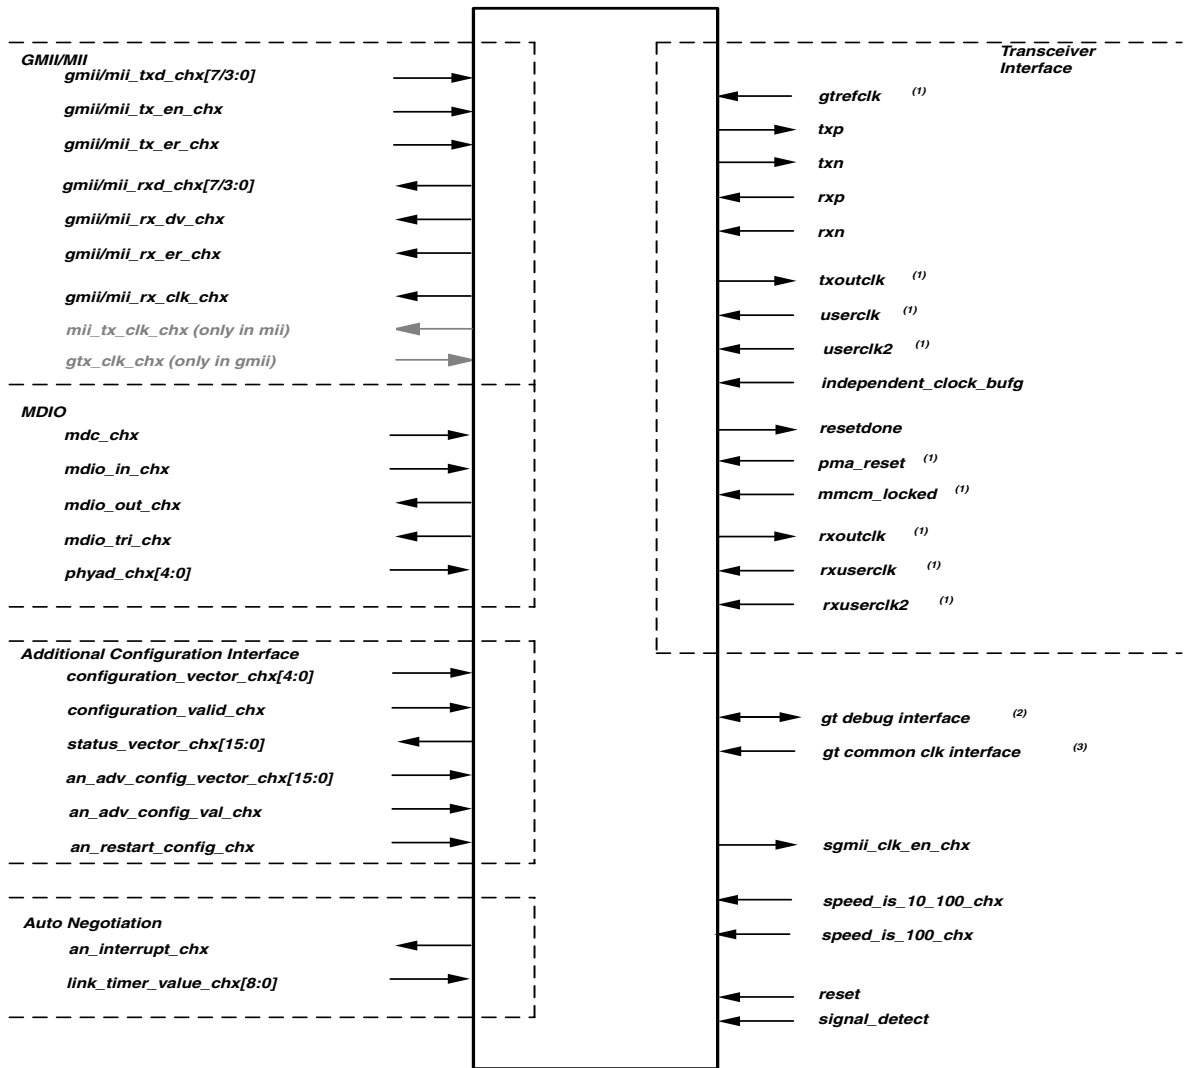 GMII/MII
gmii/mii_txd_chx[7/3:0]
gmii/mii_tx_en_chx
gmii/mii_tx_er_chx
gmii/mii_rxd_chx[7/3:0]
gmii/mii_rx_dv_chx
gmii/mii_rx_er_chx
gmii/mii_rx_clk_chx
mii_tx_clk_chx (only in mii)
gtx_clk_chx (only in gmii)
MDIO
mdc_chx
mdio_in_chx
mdio_out_chx
mdio_tri_chx
phyad_chx[4:0]
Additional Configuration Interface
configuration_vector_chx[4:0]
configuration_valid_chx
status_vector_chx[15:0]
an_adv_config_vector_chx[15:0]
an_adv_config_val_chx
an_restart_config_chx
Auto Negotiation
an_interrupt_chx
link_timer_value_chx[8:0]
Transceiver
Interface
gtrefclk (1)
txp
txn
rxp
rxn
txoutclk (1)
userclk (1)
userclk2 (1)
independent_clock_bufg
resetdone
pma_reset (1)
mmcm_locked (1)
rxoutclk (1)
rxuserclk (1)
rxuserclk2 (1)
gt debug interface (2)
gt common clk interface (3)
sgmii_clk_en_chx
speed_is_10_100_chx
speed_is_100_chx
reset
signal_detect